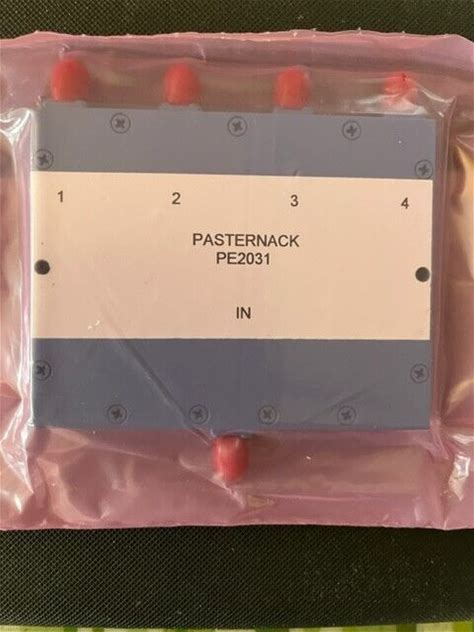 1 2 3 4
PASTERNACK
PE2031
IN